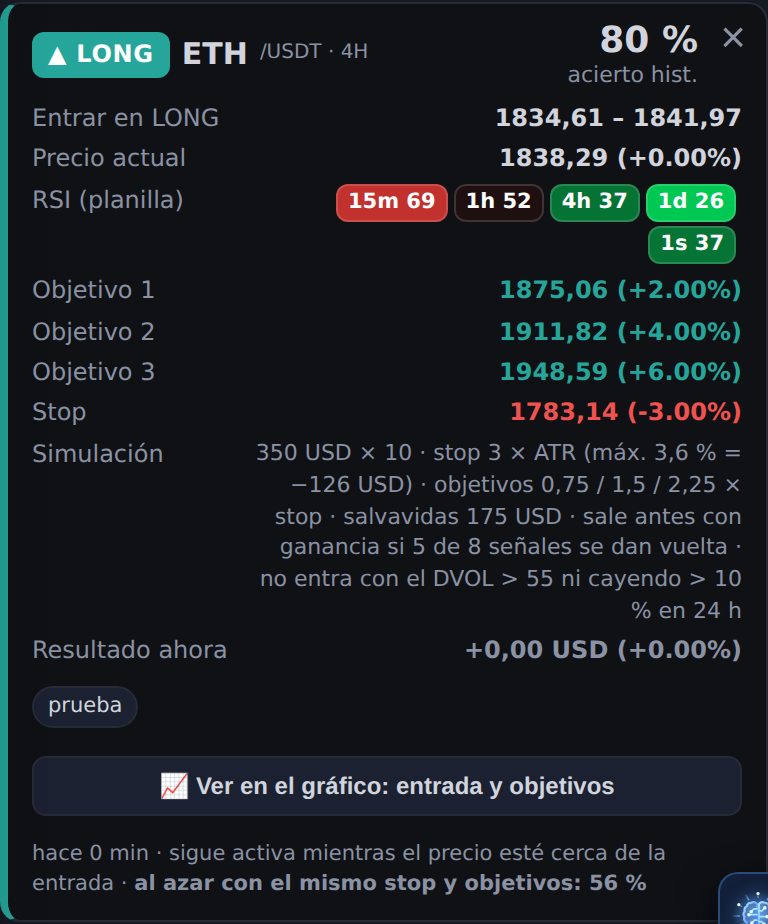 ▲ LONG ETH /USDT · 4H 80 % ×
acierto hist.
Entrar en LONG 1834,61 – 1841,97
Precio actual 1838,29 (+0.00%)
RSI (planilla) 15m 69 1h 52 4h 37 1d 26
1s 37
Objetivo 1 1875,06 (+2.00%)
Objetivo 2 1911,82 (+4.00%)
Objetivo 3 1948,59 (+6.00%)
Stop 1783,14 (-3.00%)
Simulación 350 USD × 10 · stop 3 × ATR (máx. 3,6 % =
−126 USD) · objetivos 0,75 / 1,5 / 2,25 ×
stop · salvavidas 175 USD · sale antes con
ganancia si 5 de 8 señales se dan vuelta ·
no entra con el DVOL > 55 ni cayendo > 10
% en 24 h
Resultado ahora +0,00 USD (+0.00%)
prueba
📈 Ver en el gráfico: entrada y objetivos
hace 0 min · sigue activa mientras el precio esté cerca de la
entrada · al azar con el mismo stop y objetivos: 56 %